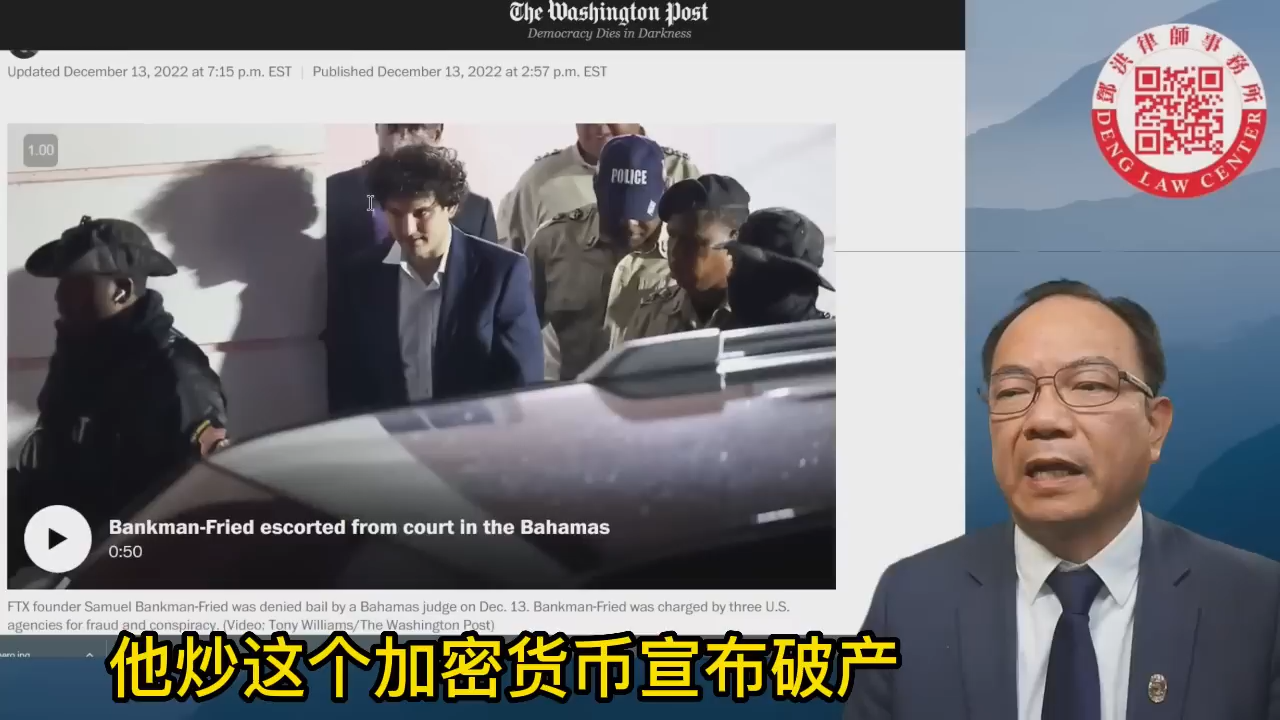 The Washington Post
Democracy Dies in Darkness
Updated December 13, 2022 at 7:15 p.m. EST | Published December 13, 2022 at 2:57 p.m. EST
1.00
POLICE
Bankman-Fried escorted from court in the Bahamas
0:50
FTX founder Samuel Bankman-Fried was denied bail by a Bahamas judge on Dec. 13. Bankman-Fried was charged by three U.S.
agencies for fraud and conspiracy. (Video: Tony Williams/The Washington Post)
他炒这个加密货币宣布破产
鄧洪律師事務所
DENG LAW CENTER